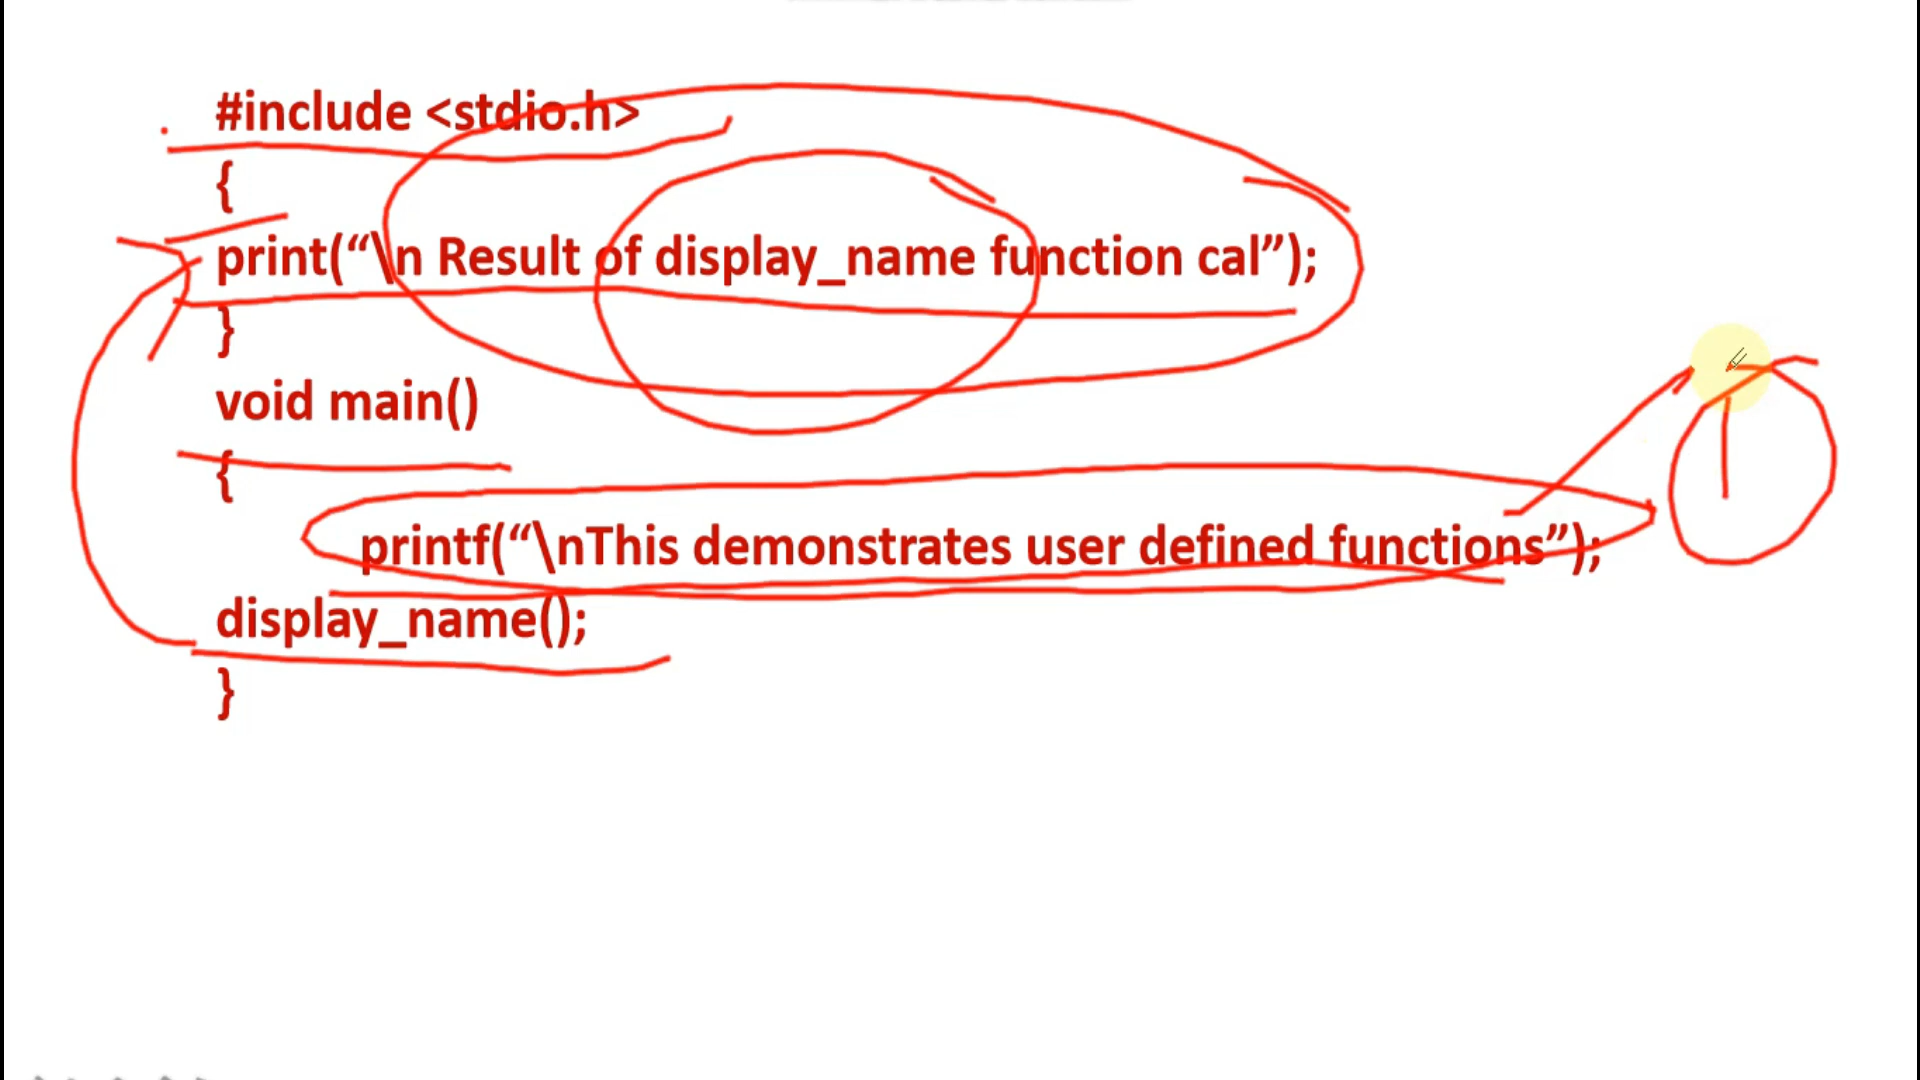 #include <stdio.h>
{
print(“\n Result of display_name function cal”);
}
void main()
{
printf(“\nThis demonstrates user defined functions”);
display_name();
}